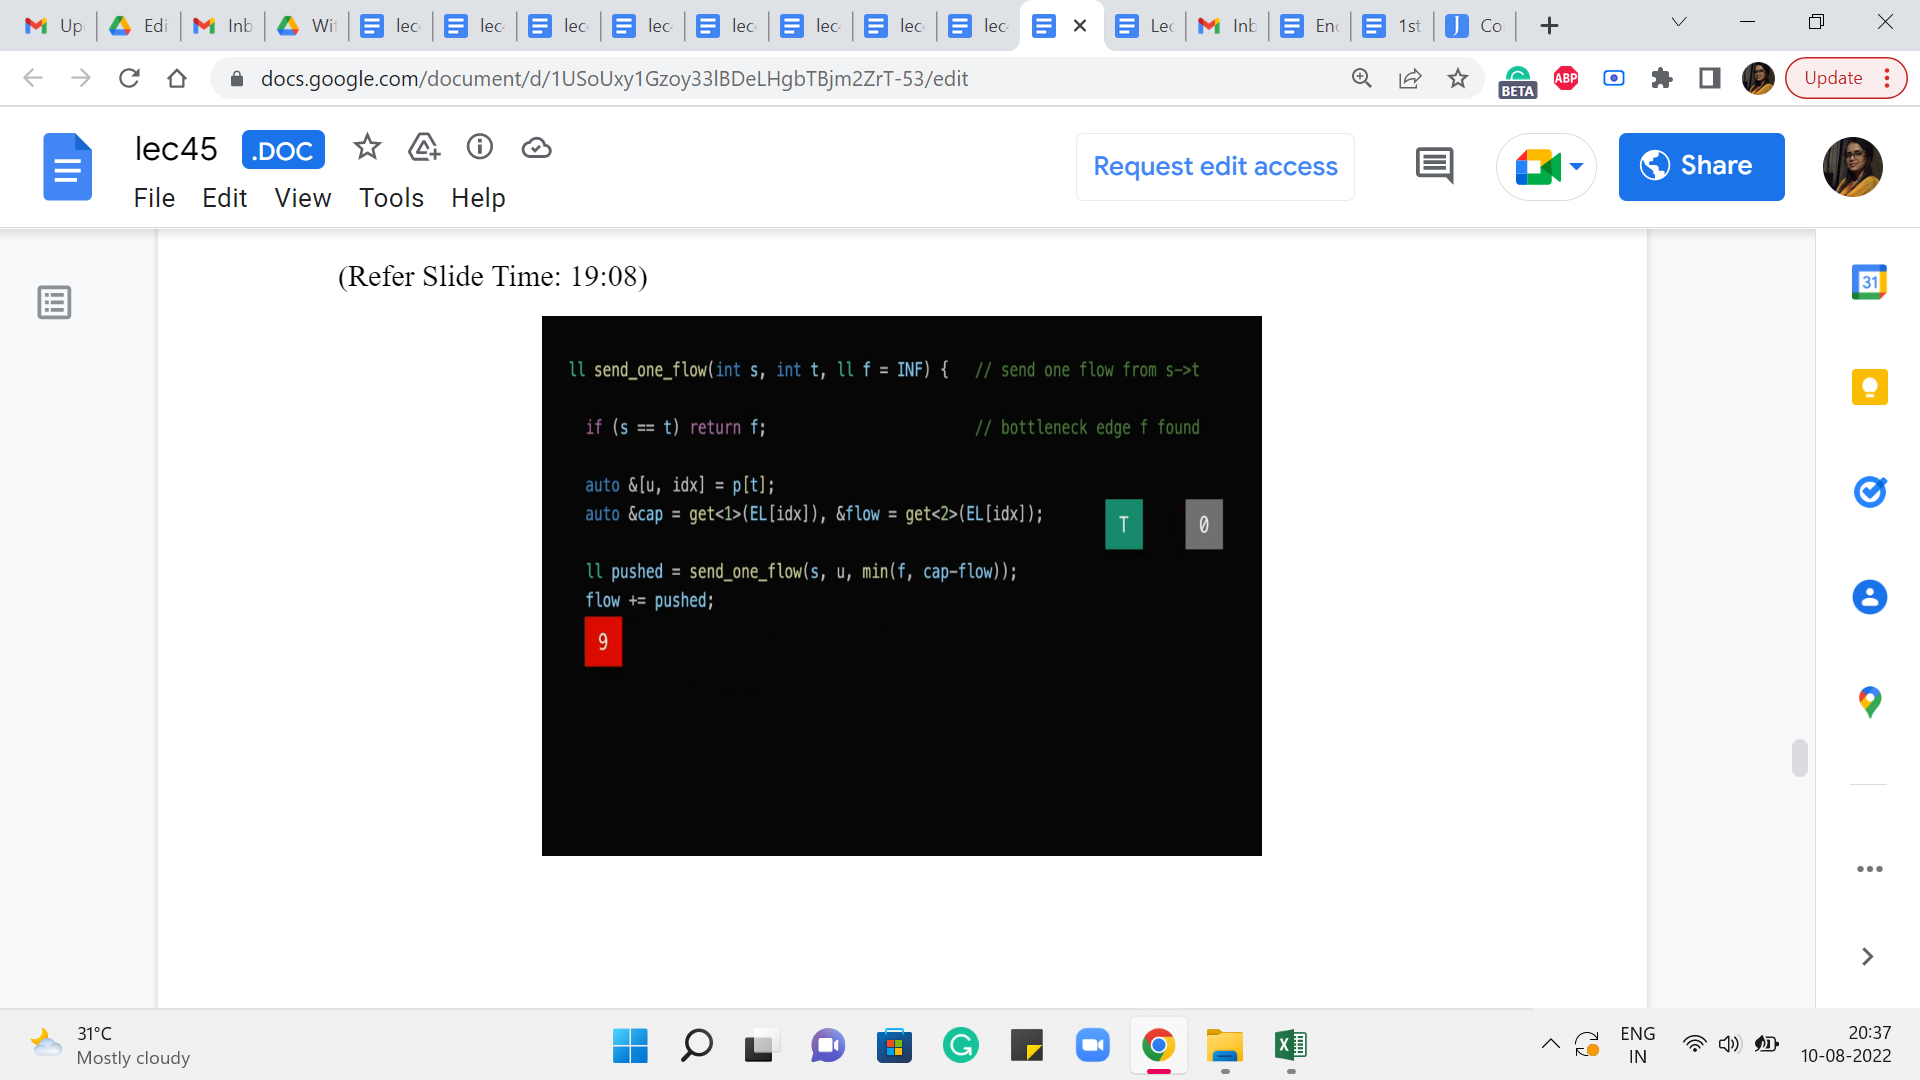 Up
Edi
Inb
Wi
lec
lec
lec
lec
lec
lec
lec
lec
Lec
Inb
Enc
1st
Co
docs.google.com/document/d/1USoUxy1Gzoy33lBDeLHgbTBjm2ZrT-53/edit
BETA
ABP
Update
lec45 .DOC
File Edit View Tools Help
Request edit access
Share
31
(Refer Slide Time: 19:08)
ll send_one_flow(int s, int t, ll f = INF) { // send one flow from s->t
if (s == t) return f; // bottleneck edge f found
auto &[u, idx] = p[t];
auto &cap = get<1>(EL[idx]), &flow = get<2>(EL[idx]);
T 0
ll pushed = send_one_flow(s, u, min(f, cap-flow));
flow += pushed;
9
31°C
Mostly cloudy
ENG
IN
20:37
10-08-2022